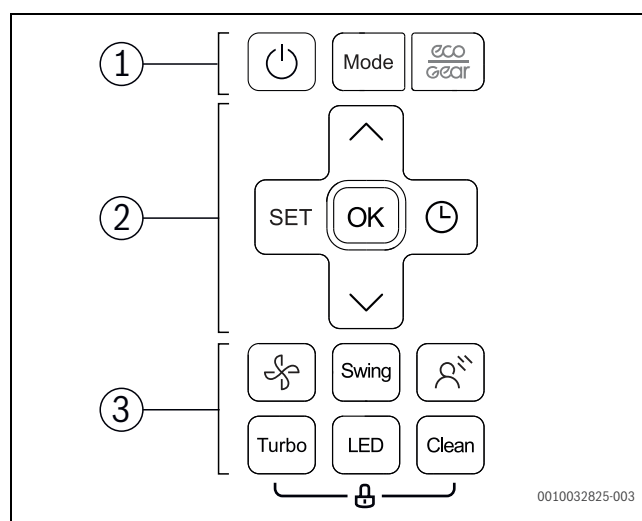 1
Mode
eco
Gear
2
SET
OK
3
Swing
Turbo
LED
Clean
0010032825-003